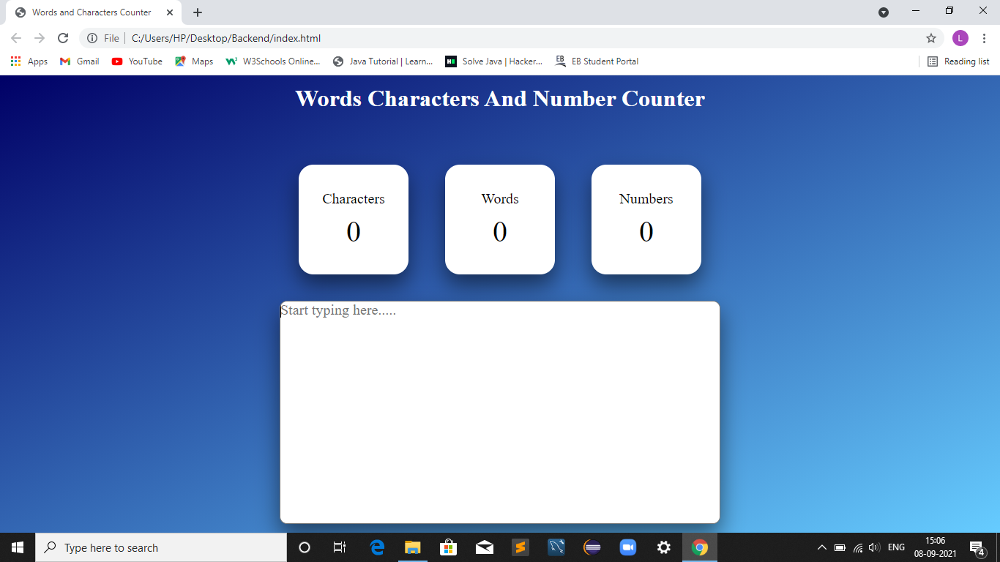 Words and Characters Counter
File C:/Users/HP/Desktop/Backend/index.html L
Apps Gmail YouTube Maps W3Schools Online... Java Tutorial | Learn... H Solve Java | Hacker... EB EB Student Portal Reading list
Words Characters And Number Counter
Characters Words Numbers
0 0 0
Start typing here.....
Type here to search ENG 15:06
08-09-2021 4